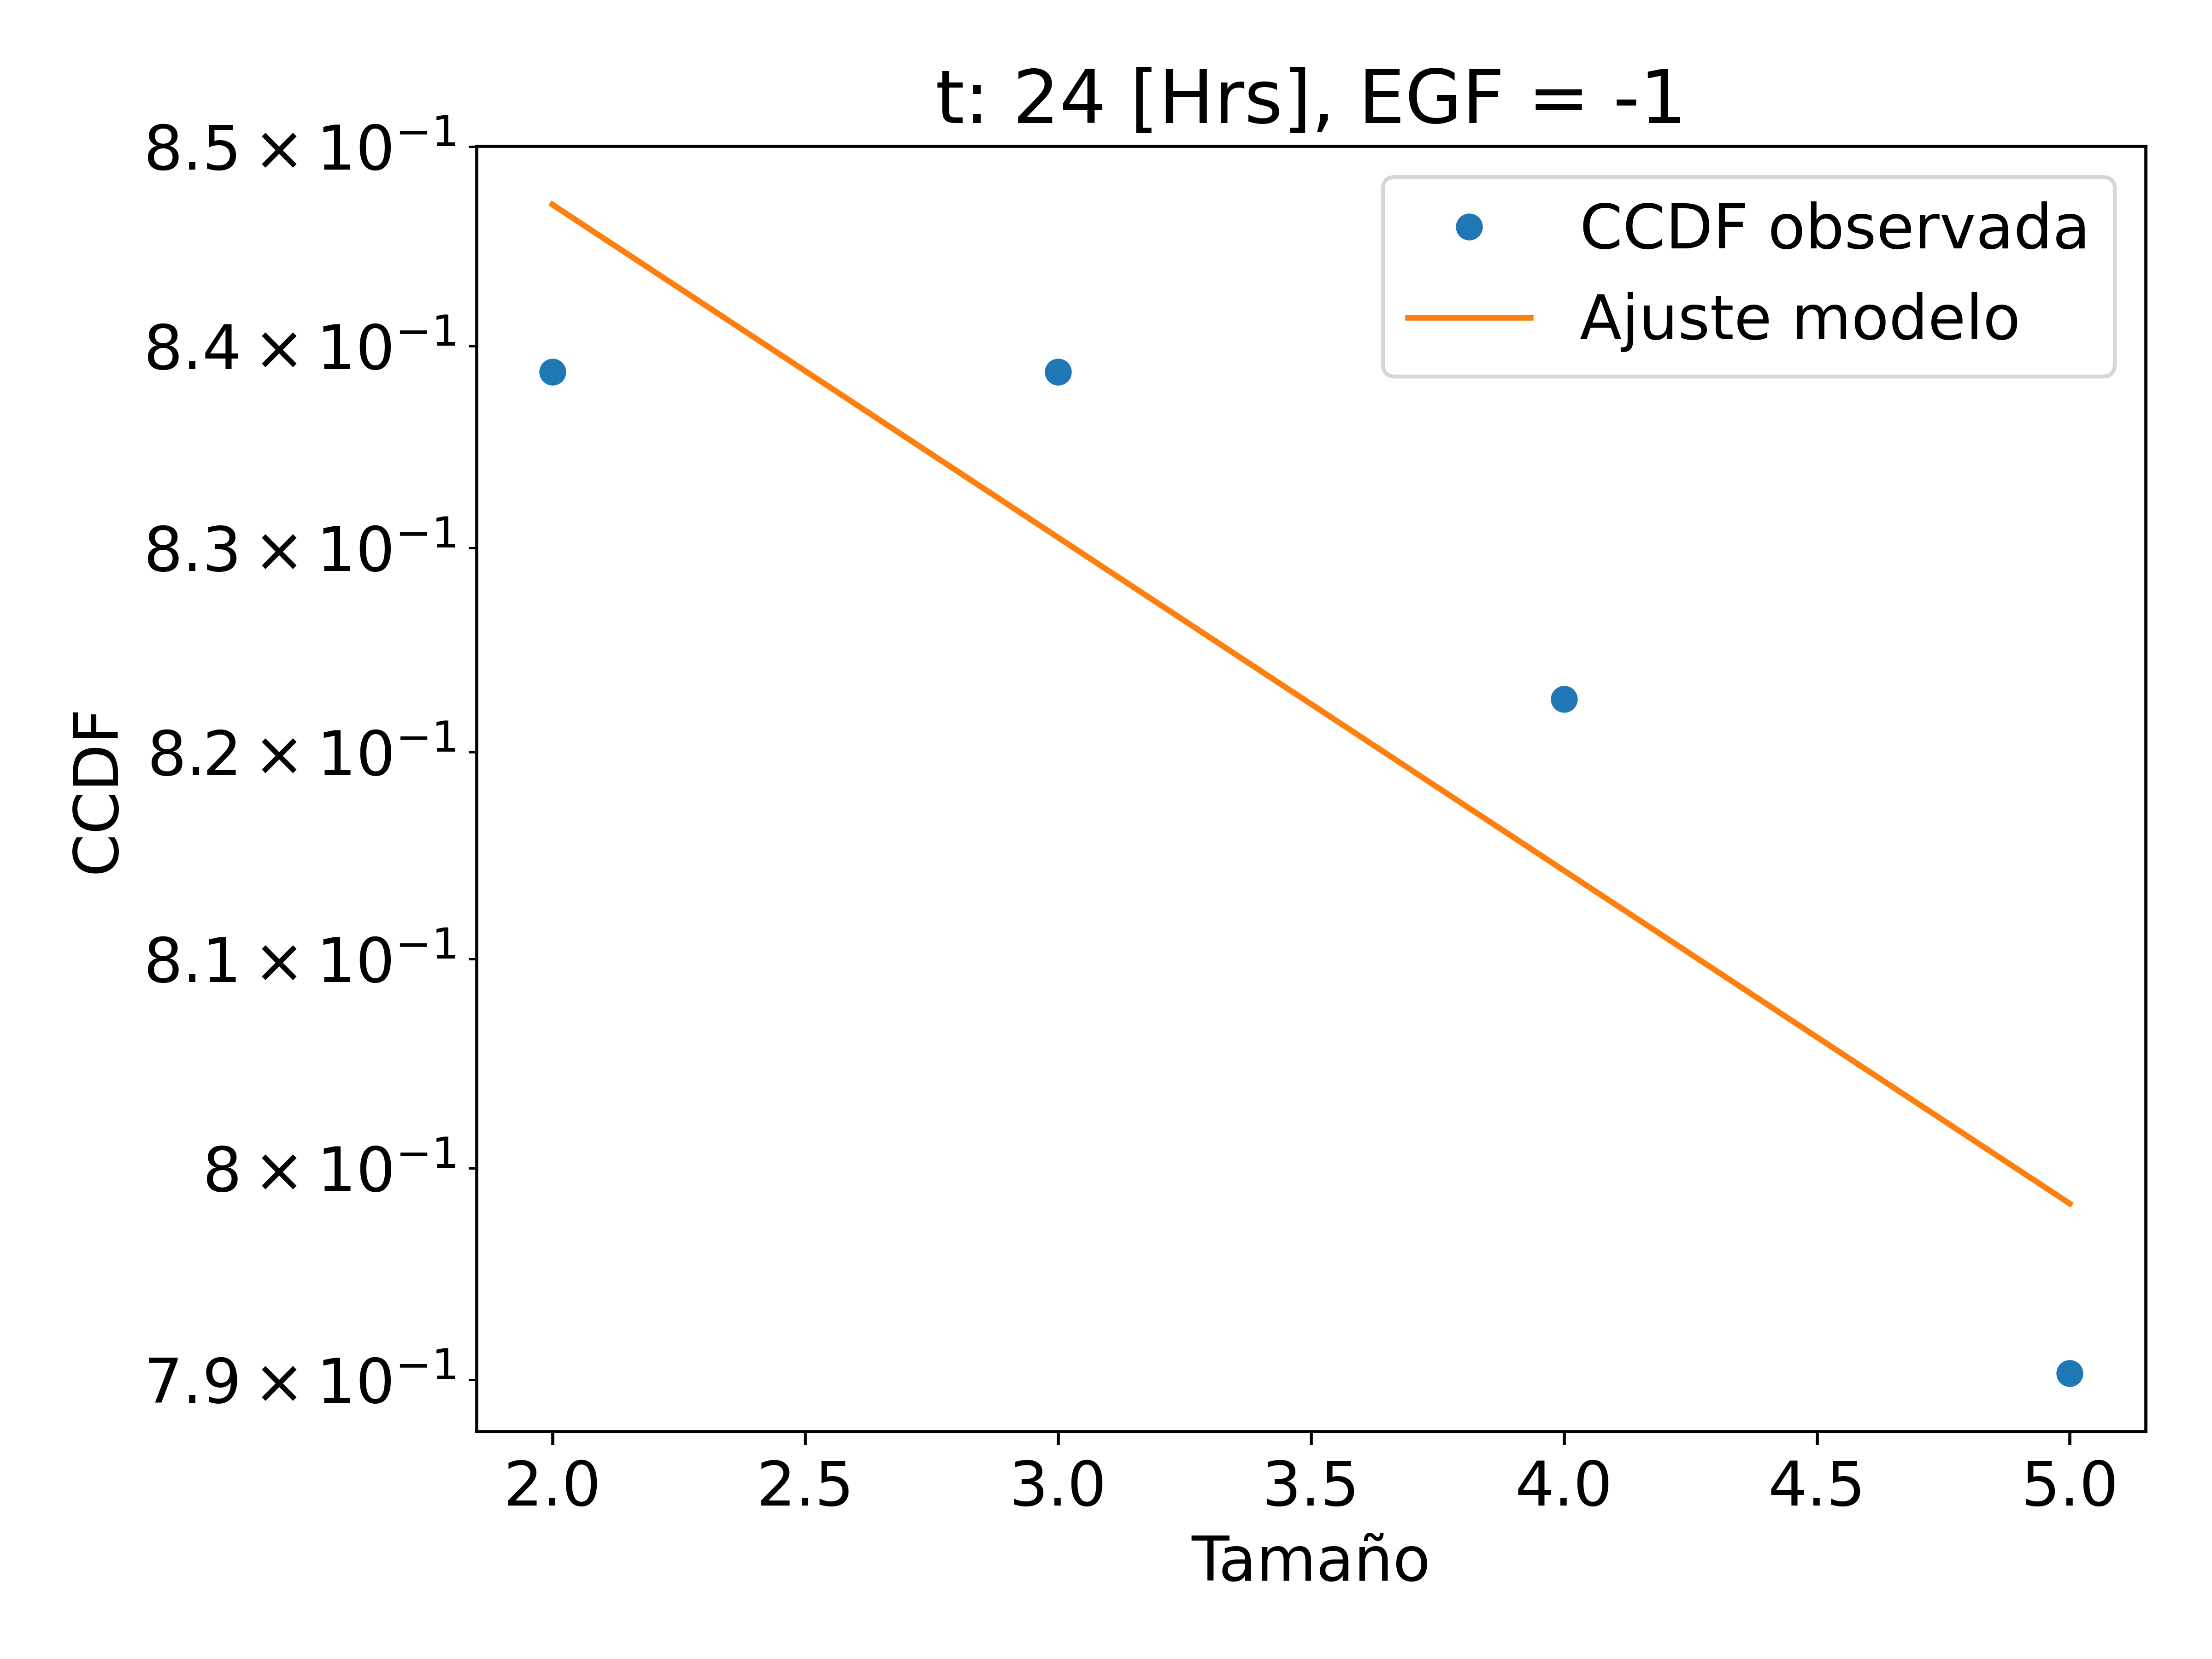 t: 24 [Hrs], EGF = -1
8.5 × 10⁻¹
8.4 × 10⁻¹
8.3 × 10⁻¹
8.2 × 10⁻¹
8.1 × 10⁻¹
8 × 10⁻¹
7.9 × 10⁻¹
CCDF
CCDF observada
Ajuste modelo
2.0 2.5 3.0 3.5 4.0 4.5 5.0
Tamaño